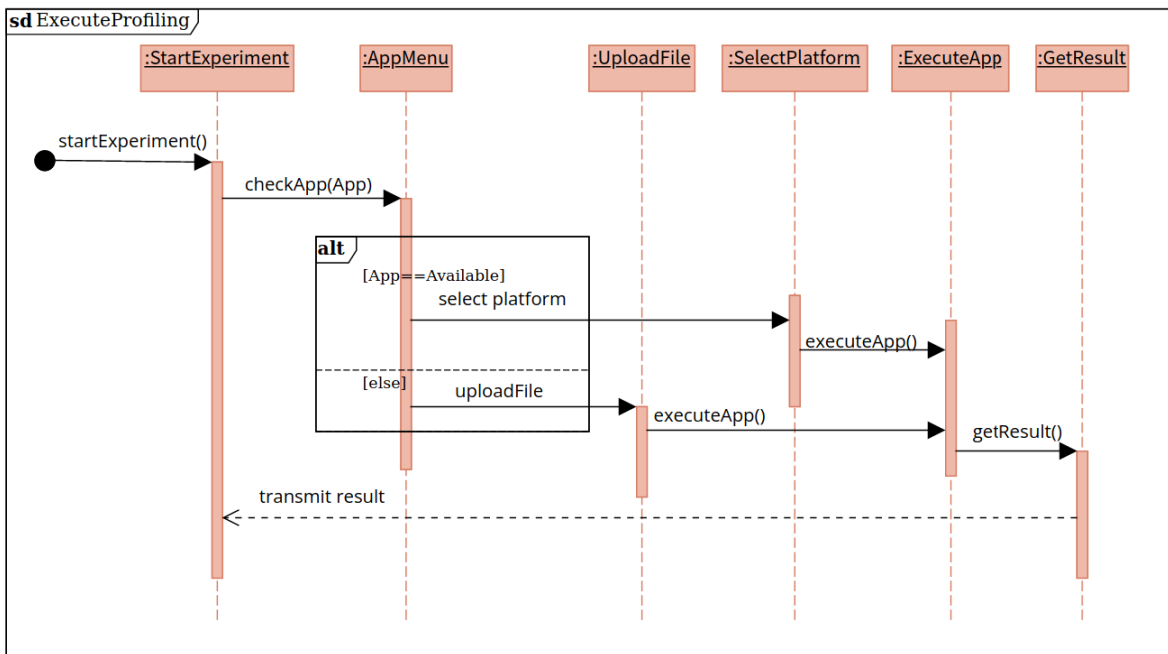 sd ExecuteProfiling
:StartExperiment
:AppMenu
:UploadFile
:SelectPlatform
:ExecuteApp
:GetResult
startExperiment()
checkApp(App)
alt
[App==Available]
select platform
executeApp()
[else]
uploadFile
executeApp()
getResult()
transmit result